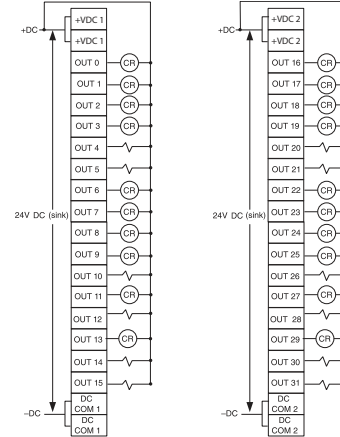 +VDC 1
+DC
+VDC 1
OUT 0 CR
OUT 1 CR
OUT 2 CR
OUT 3 CR
OUT 4
OUT 5
OUT 6 CR
24V DC (sink) OUT 7 CR
OUT 8 CR
OUT 9 CR
OUT 10
OUT 11 CR
OUT 12
OUT 13 CR
OUT 14
OUT 15
DC
COM 1
-DC
DC
COM 1
+VDC 2
+DC
+VDC 2
OUT 16 CR
OUT 17 CR
OUT 18 CR
OUT 19 CR
OUT 20
OUT 21
OUT 22 CR
24V DC (sink) OUT 23 CR
OUT 24 CR
OUT 25 CR
OUT 26
OUT 27 CR
OUT 28
OUT 29 CR
OUT 30
OUT 31
DC
COM 2
-DC
DC
COM 2